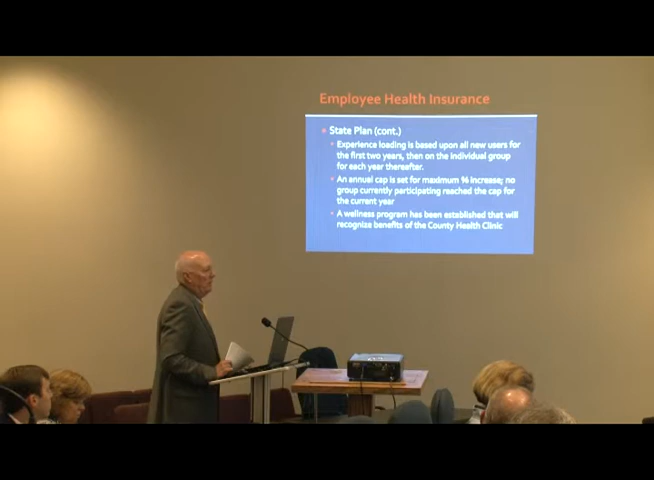 Employee Health Insurance
State Plan (cont.)
Experience loading is based upon all new users for
the first two years, then on the individual group
for each year thereafter.
An annual cap is set for maximum % increase; no
group currently participating reached the cap for
the current year
A wellness program has been established that will
recognize benefits of the County Health Clinic